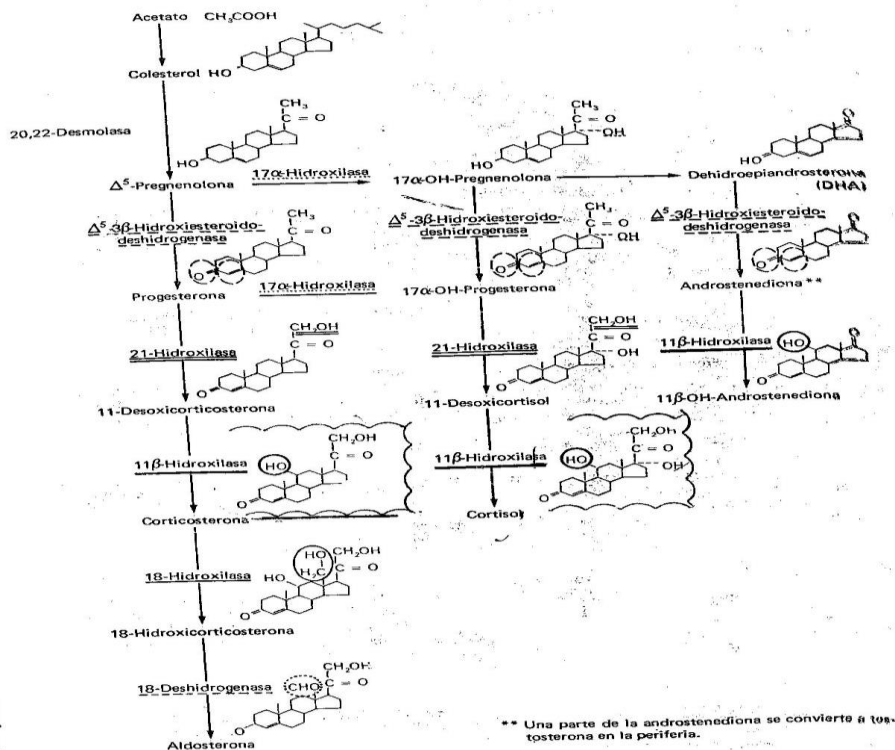 Acetato CH₃COOH
Colesterol HO
20,22-Desmolasa
CH₃
C = O
HO
Δ⁵-Pregnenolona
17α-Hidroxilasa
CH₃
C = O
OH
HO
17α-OH-Pregnenolona
O
HO
Dehidroepiandrosterona
(DHA)
Δ⁵-3β-Hidroxiesteroido-
deshidrogenasa
CH₃
C = O
O
Progesterona
17α-Hidroxilasa
Δ⁵-3β-Hidroxiesteroido-
deshidrogenasa
CH₃
C = O
OH
O
17α-OH-Progesterona
Δ⁵-3β-Hidroxiesteroido-
deshidrogenasa
O
O
Androstenediona **
21-Hidroxilasa
CH₂OH
C = O
O
11-Desoxicorticosterona
21-Hidroxilasa
CH₂OH
C = O
OH
O
11-Desoxicortisol
11β-Hidroxilasa
HO
O
O
11β-OH-Androstenediona
11β-Hidroxilasa
HO
CH₂OH
C = O
O
Corticosterona
11β-Hidroxilasa
HO
CH₂OH
C = O
OH
O
Cortisol
18-Hidroxilasa
HO
H₂C
CH₂OH
C = O
HO
O
18-Hidroxicorticosterona
18-Deshidrogenasa
CHO
CH₂OH
C = O
O
Aldosterona
** Una parte de la androstenediona se convierte a tes-
tosterona en la periferia.